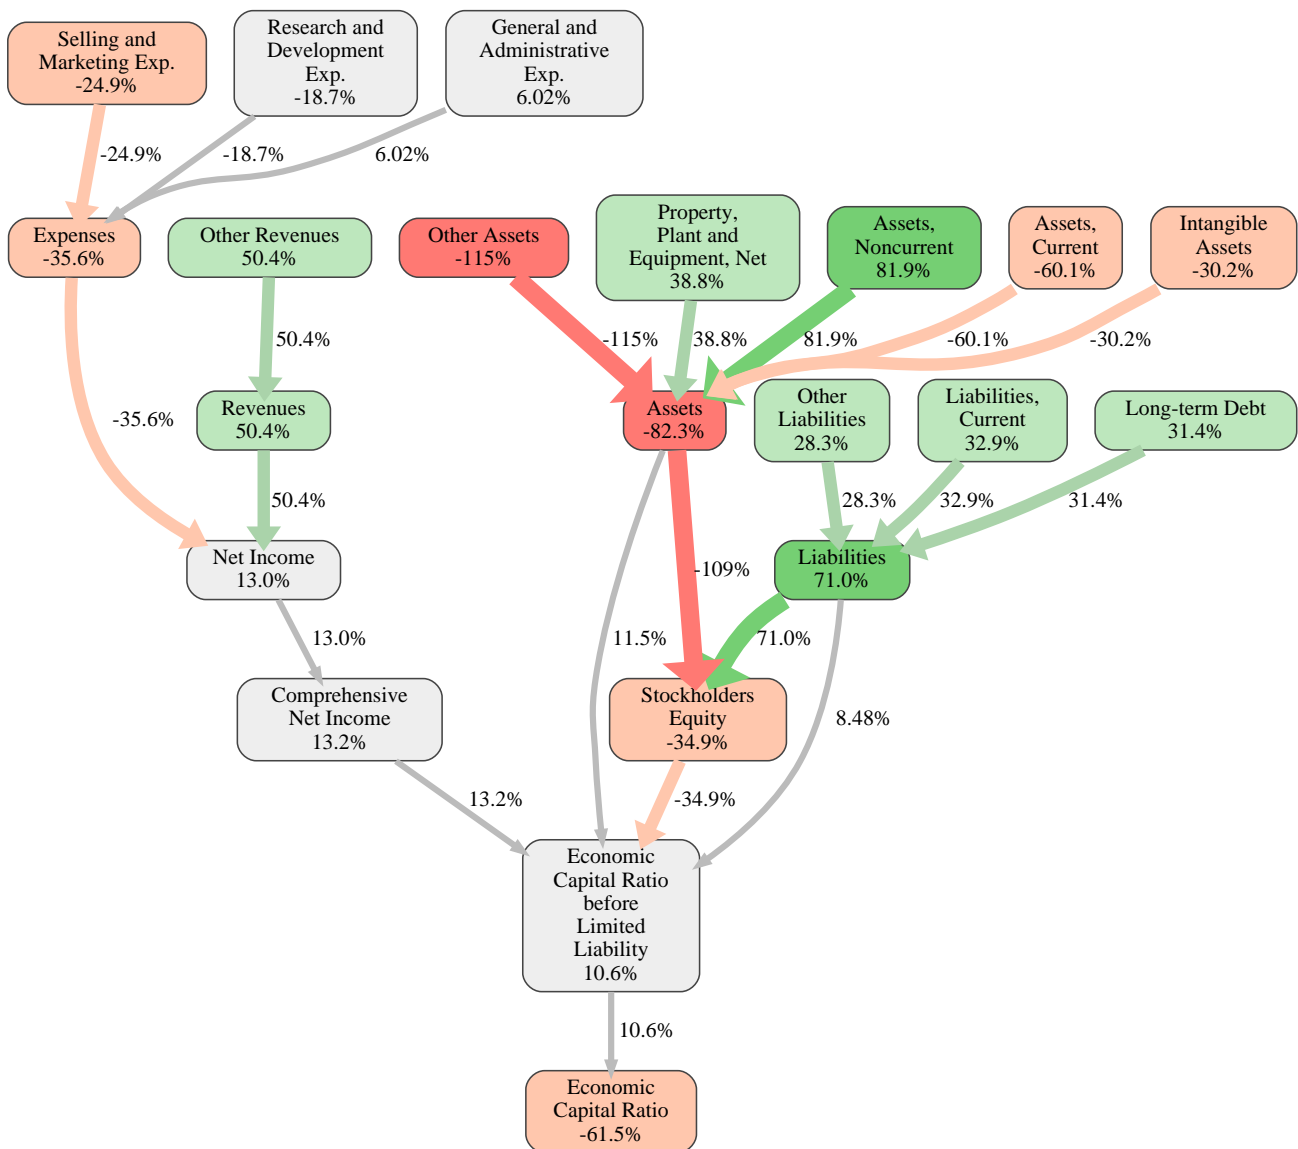 Selling and
Marketing Exp.
-24.9%
Research and
Development
Exp.
-18.7%
General and
Administrative
Exp.
6.02%
-24.9%
-18.7%
6.02%
Expenses
-35.6%
Other Revenues
50.4%
Other Assets
-115%
Property,
Plant and
Equipment, Net
38.8%
Assets,
Noncurrent
81.9%
Assets,
Current
-60.1%
Intangible
Assets
-30.2%
50.4%
-115%
38.8%
81.9%
-60.1%
-30.2%
-35.6%
Revenues
50.4%
Assets
-82.3%
Other
Liabilities
28.3%
Liabilities,
Current
32.9%
Long-term Debt
31.4%
50.4%
28.3%
32.9%
31.4%
Net Income
13.0%
-109%
Liabilities
71.0%
13.0%
11.5%
71.0%
Comprehensive
Net Income
13.2%
Stockholders
Equity
-34.9%
8.48%
13.2%
-34.9%
Economic
Capital Ratio
before
Limited
Liability
10.6%
10.6%
Economic
Capital Ratio
-61.5%